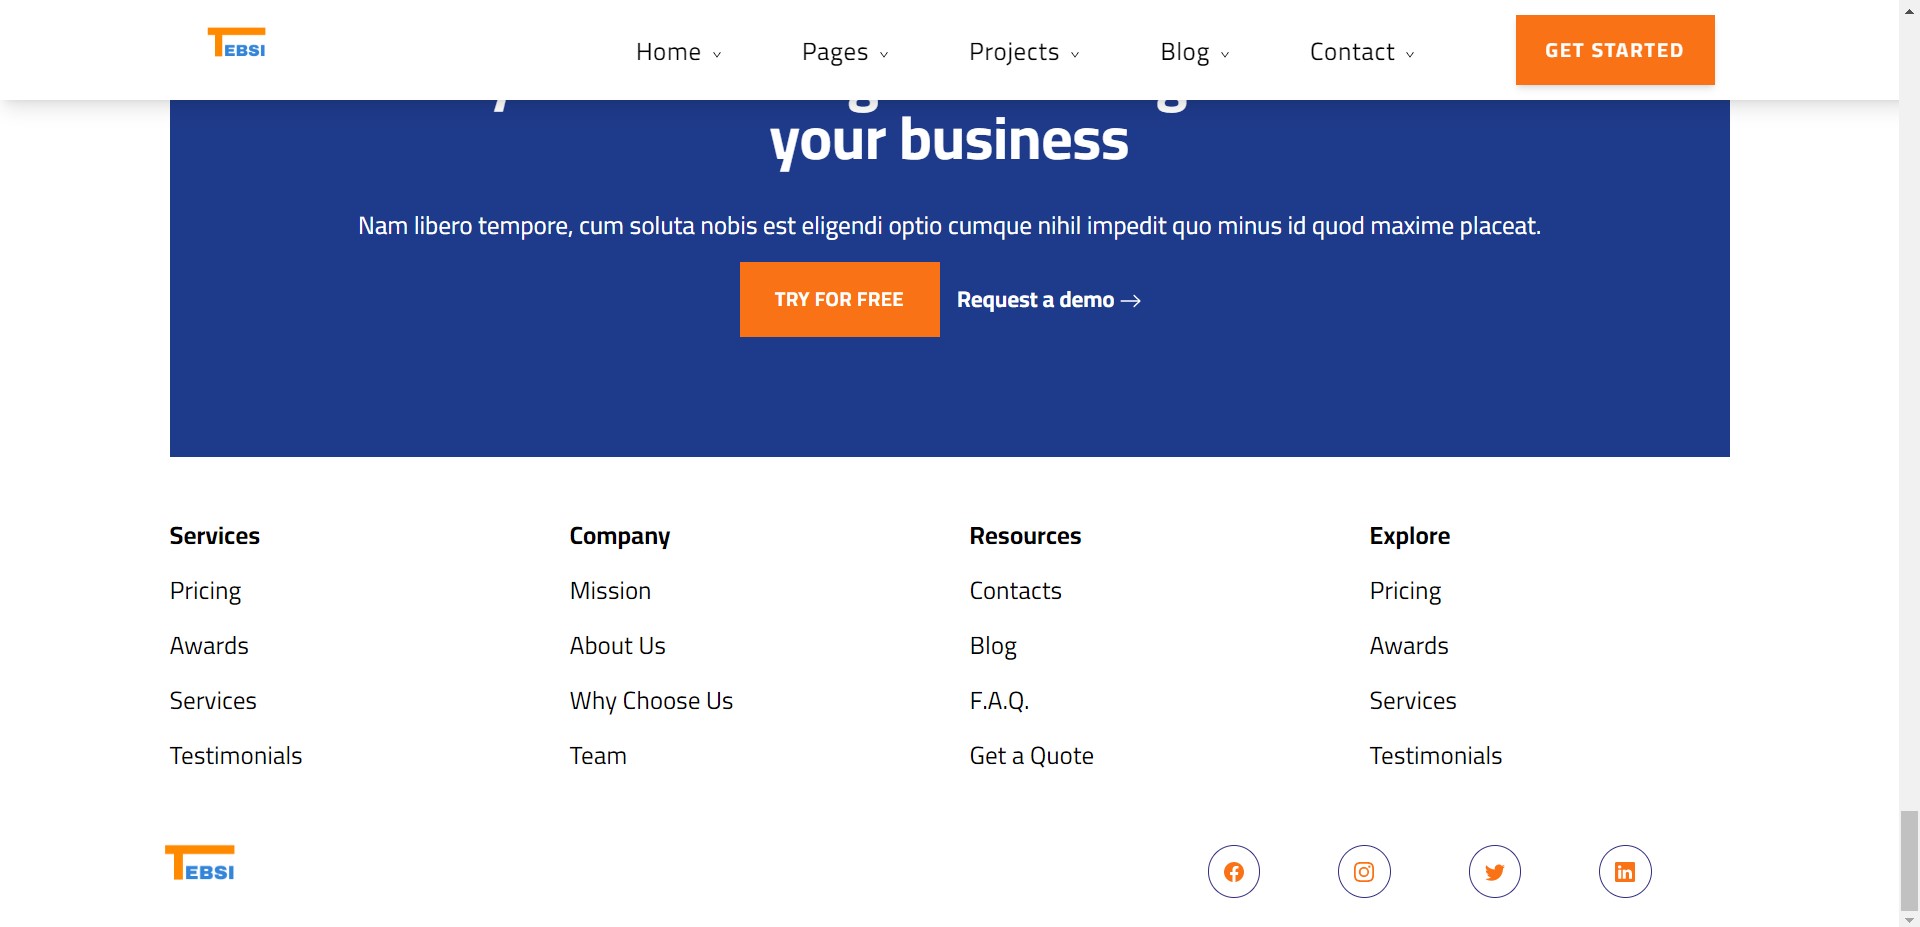 TEBSI
Home Pages Projects Blog Contact GET STARTED
your business
Nam libero tempore, cum soluta nobis est eligendi optio cumque nihil impedit quo minus id quod maxime placeat.
TRY FOR FREE Request a demo →
Services Company Resources Explore
Pricing Mission Contacts Pricing
Awards About Us Blog Awards
Services Why Choose Us F.A.Q. Services
Testimonials Team Get a Quote Testimonials
TEBSI